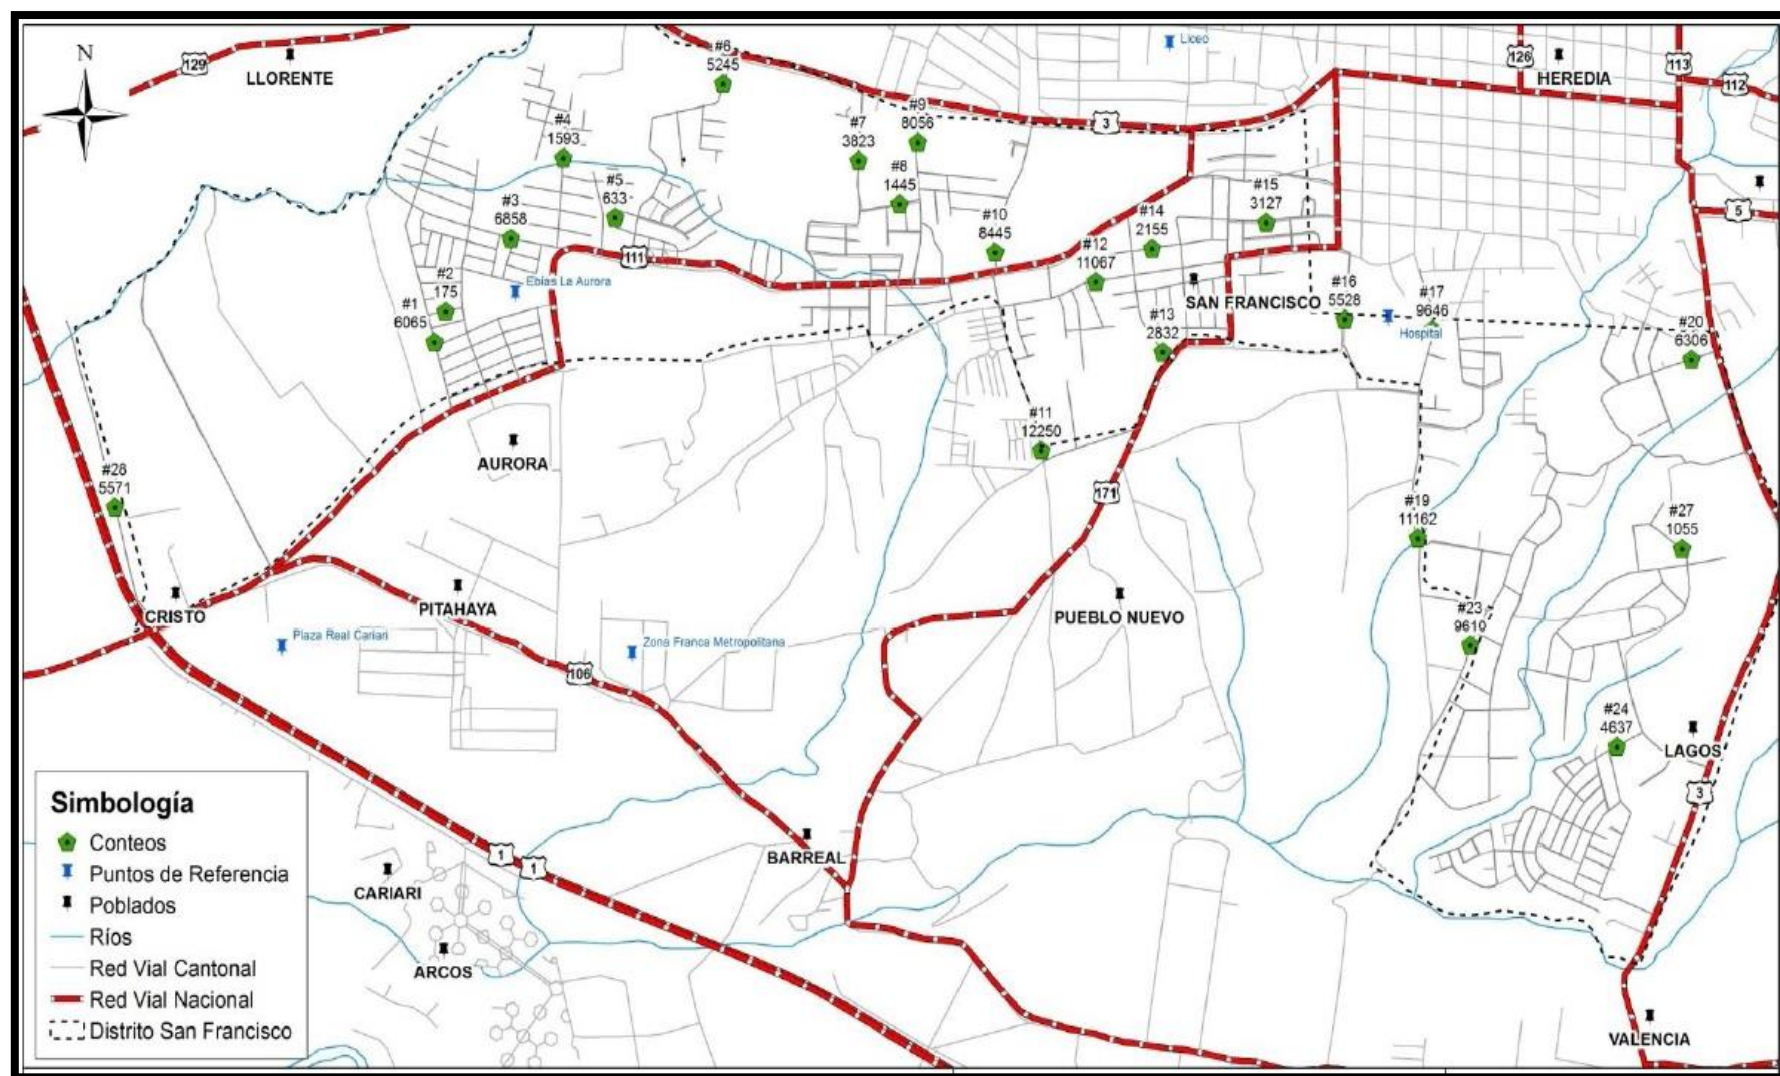 N
129
LLORENTE
#6
5245
Liceo
126
HEREDIA
113
112
#4
1593
#7
3823
#9
8056
3
#8
1445
#5
633
#3
6858
#10
8445
#14
2155
#15
3127
5
111
#12
11067
Ebais La Aurora
#2
175
#1
6065
SAN FRANCISCO
#16
5528
#17
9646
Hospital
#13
2832
#20
6306
#11
12250
AURORA
#28
5571
171
#19
11162
#27
1055
CRISTO
PITAHAYA
PUEBLO NUEVO
#23
9610
Plaza Real Cariari
Zona Franca Metropolitana
106
#24
4637
LAGOS
3
Simbología
Conteos
Puntos de Referencia
Poblados
Ríos
Red Vial Cantonal
Red Vial Nacional
Distrito San Francisco
1
1
BARREAL
CARIARI
ARCOS
VALENCIA